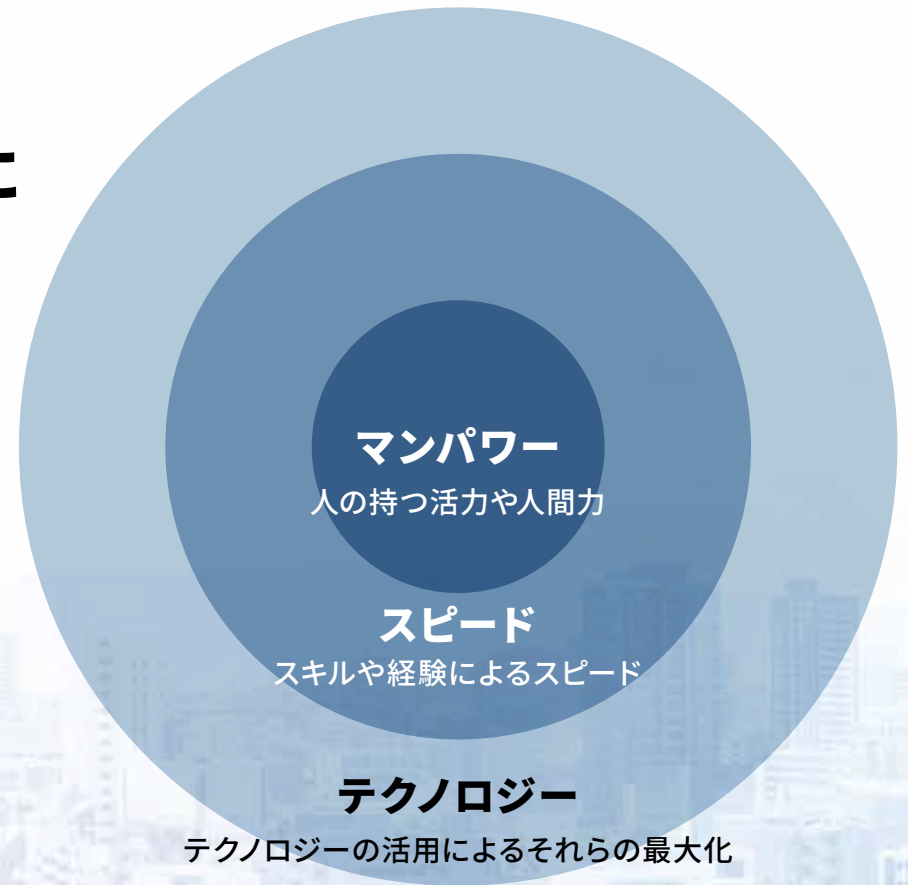 に
マンパワー
人の持つ活力や人間力
スピード
スキルや経験によるスピード
テクノロジー
テクノロジーの活用によるそれらの最大化